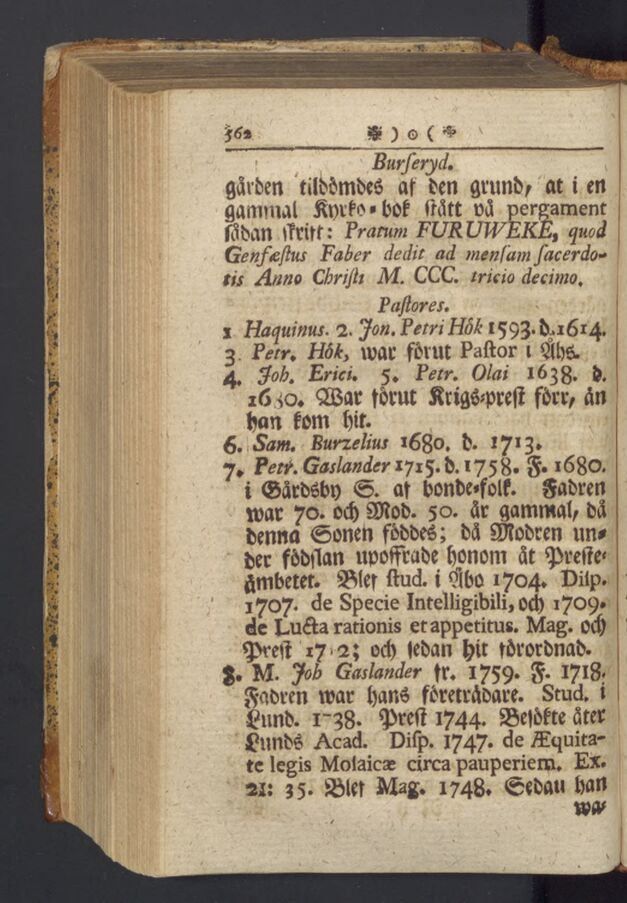 362 ) o (
Burseryd.
gården tildömdes af den grund, at i en
gammal Kyrko-bok stått på pergament
sådan skrift: Pratum FURUWEKE, quod
Genfæstus Faber dedit ad mensam sacerdo-
tis Anno Christi M. CCC. tricio decimo.
Pastores.
1 Haquinus. 2. Jon. Petri Hök 1593. d. 1614.
3. Petr. Hök, war förut Pastor i Åhs.
4. Joh. Erici. 5. Petr. Olai 1638. d.
1680. War förut Krigs-prest förr, än
han kom hit.
6. Sam. Burzelius 1680. d. 1713.
7. Petr. Gaslander 1715. d. 1758. F. 1680.
i Gårdsby S. af bonde-folk. Fadren
war 70. och Mod. 50. år gammal, då
denna Sonen föddes; då Modren un-
der födslan upoffrade honom åt Preste-
ämbetet. Blef stud. i Åbo 1704. Disp.
1707. de Specie Intelligibili, och 1709.
de Lucta rationis et appetitus. Mag. och
Prest 1712; och sedan hit förordnad.
8. M. Joh Gaslander fr. 1759. F. 1718.
Fadren war hans företrädare. Stud. i
Lund. 1738. Prest 1744. Besökte åter
Lunds Acad. Disp. 1747. de Æquita-
te legis Mosaicæ circa pauperiem. Ex.
21: 35. Blef Mag. 1748. Sedan han
wa-